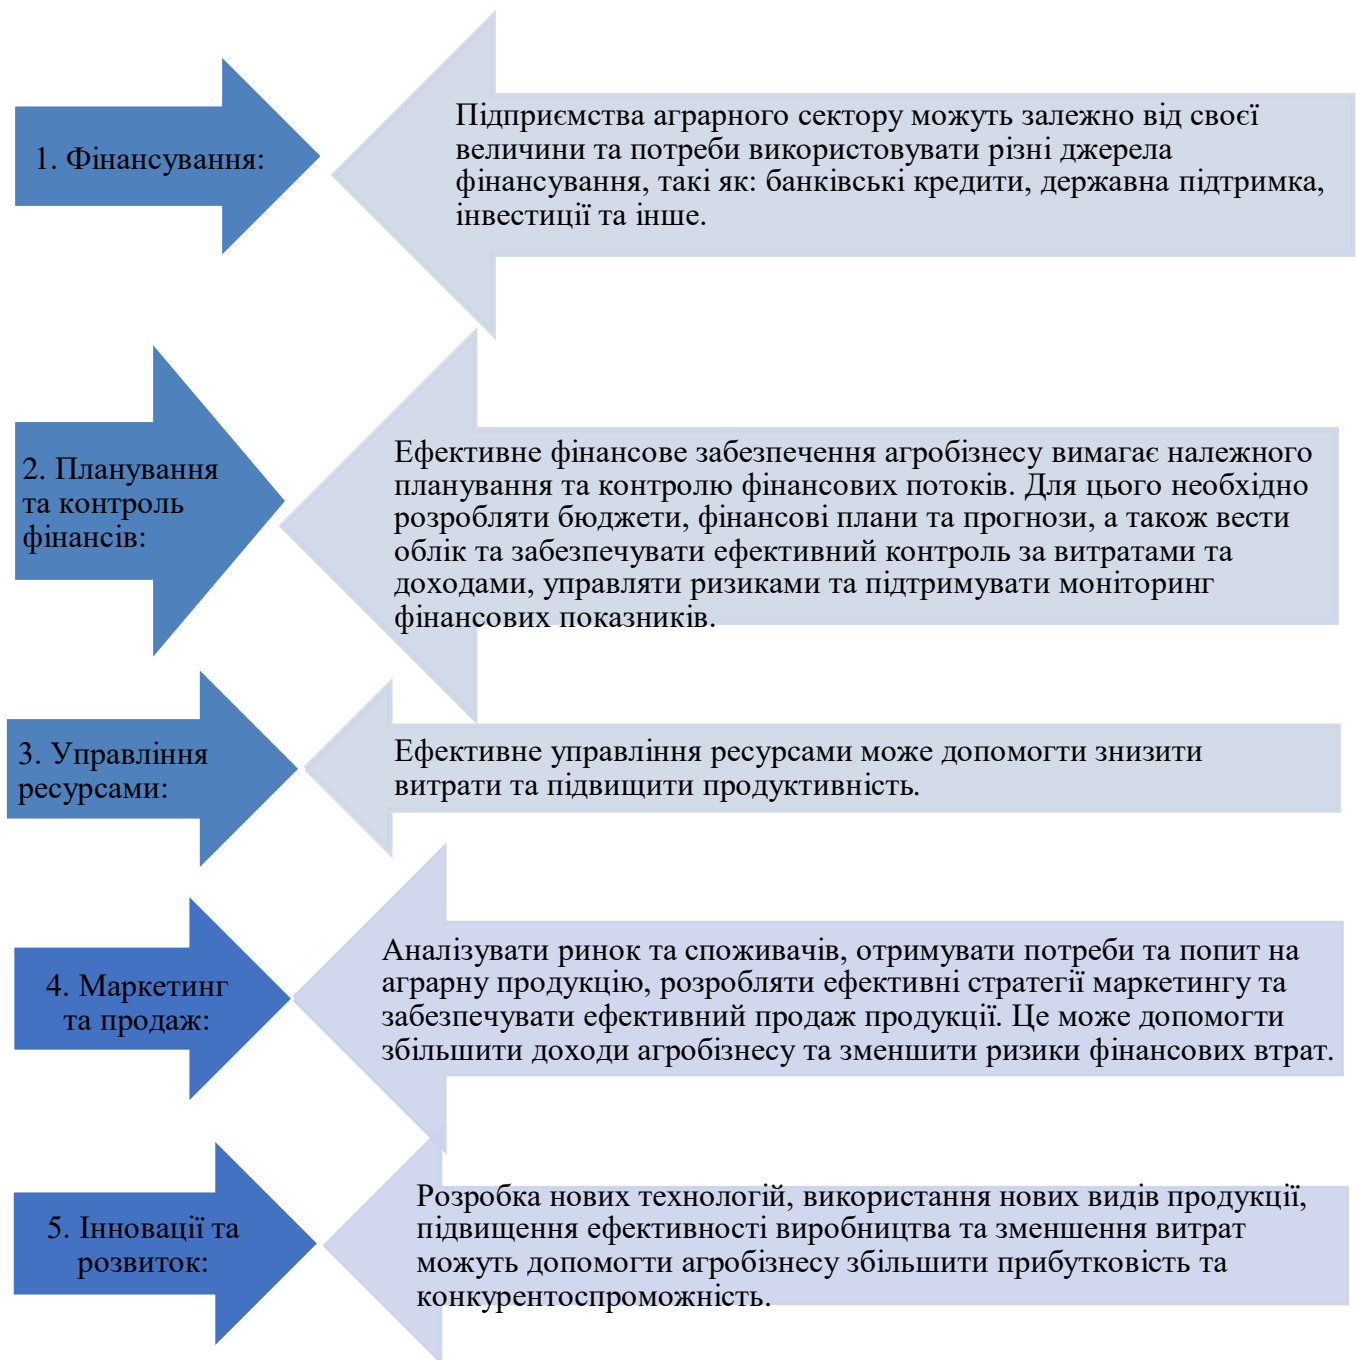 1. Фінансування:
Підприємства аграрного сектору можуть залежно від своєї
величини та потреби використовувати різні джерела
фінансування, такі як: банківські кредити, державна підтримка,
інвестиції та інше.
2. Планування
та контроль
фінансів:
Ефективне фінансове забезпечення агробізнесу вимагає належного
планування та контролю фінансових потоків. Для цього необхідно
розробляти бюджети, фінансові плани та прогнози, а також вести
облік та забезпечувати ефективний контроль за витратами та
доходами, управляти ризиками та підтримувати моніторинг
фінансових показників.
3. Управління
ресурсами:
Ефективне управління ресурсами може допомогти знизити
витрати та підвищити продуктивність.
4. Маркетинг
та продаж:
Аналізувати ринок та споживачів, отримувати потреби та попит на
аграрну продукцію, розробляти ефективні стратегії маркетингу та
забезпечувати ефективний продаж продукції. Це може допомогти
збільшити доходи агробізнесу та зменшити ризики фінансових втрат.
5. Інновації та
розвиток:
Розробка нових технологій, використання нових видів продукції,
підвищення ефективності виробництва та зменшення витрат
можуть допомогти агробізнесу збільшити прибутковість та
конкурентоспроможність.